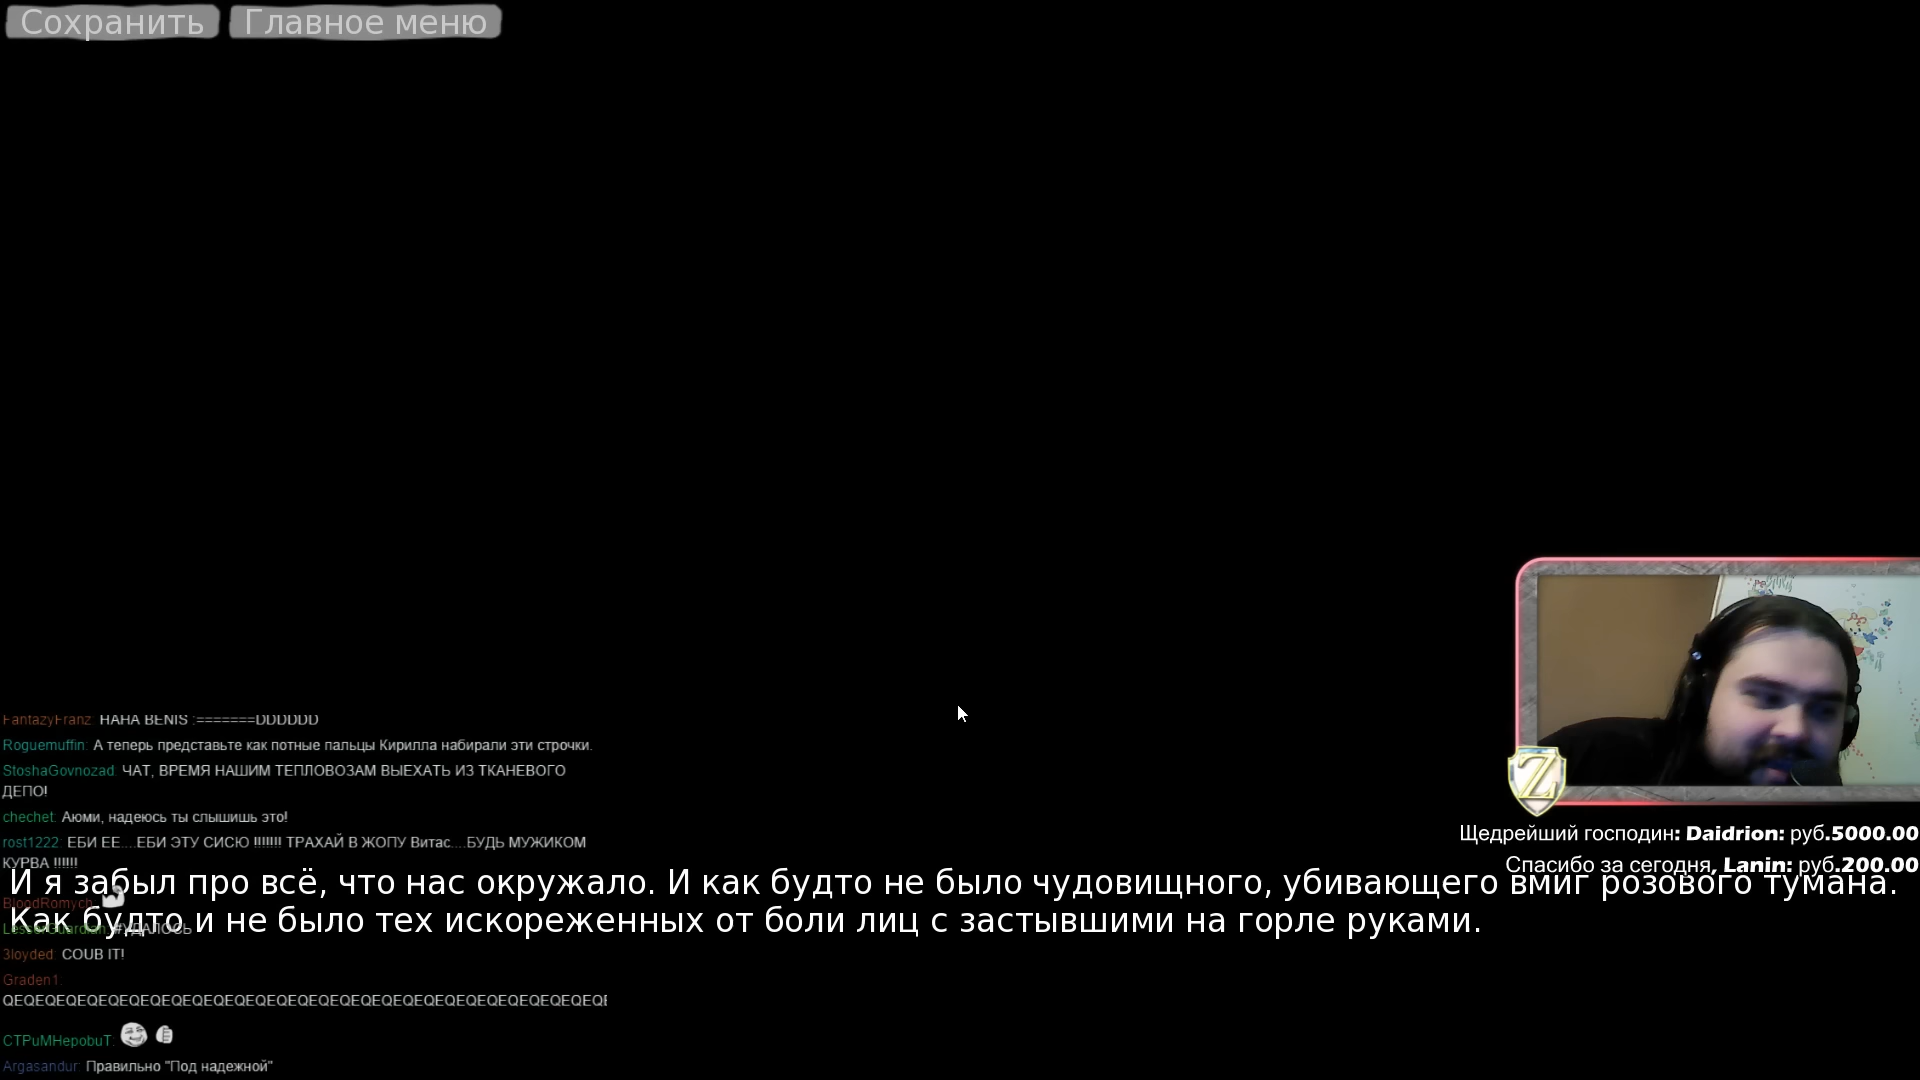 Сохранить Главное меню
FantazyFranz: HAHA BENIS :=======DDDDDD
Roguemuffin: А теперь представьте как потные пальцы Кирилла набирали эти строчки.
StoshaGovnozad: ЧАТ, ВРЕМЯ НАШИМ ТЕПЛОВОЗАМ ВЫЕХАТЬ ИЗ ТКАНЕВОГО
ДЕПО!
chechet: Аюми, надеюсь ты слышишь это!
rost1222: ЕБИ ЕЕ....ЕБИ ЭТУ СИСЮ !!!!!!! ТРАХАЙ В ЖОПУ Витас....БУДЬ МУЖИКОМ
КУРВА !!!!!!
BloodRomych:
LesserGuardian: #УДАЛОСЬ
3loyded: COUB IT!
Graden1:
QEQEQEQEQEQEQEQEQEQEQEQEQEQEQEQEQEQEQEQEQEQEQEQEQEQEQEQEQE
CTPuMHepobuT:
Argasandur: Правильно "Под надежной"
И я забыл про всё, что нас окружало. И как будто не было чудовищного, убивающего вмиг розового тумана.
Как будто и не было тех искореженных от боли лиц с застывшими на горле руками.
Z
Щедрейший господин: Daidrion: руб.5000.00
Спасибо за сегодня, Lanin: руб.200.00